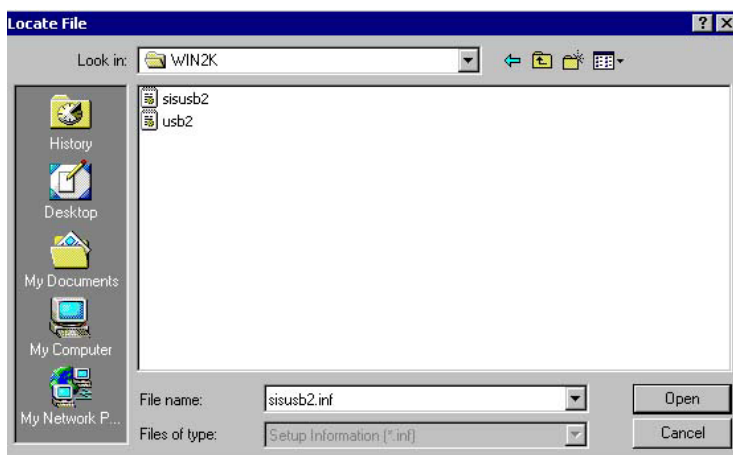 Locate File
Look in:
WIN2K
sisusb2
usb2
History
Desktop
My Documents
My Computer
My Network P...
File name:
sisusb2.inf
Open
Files of type:
Setup Information (*.inf)
Cancel